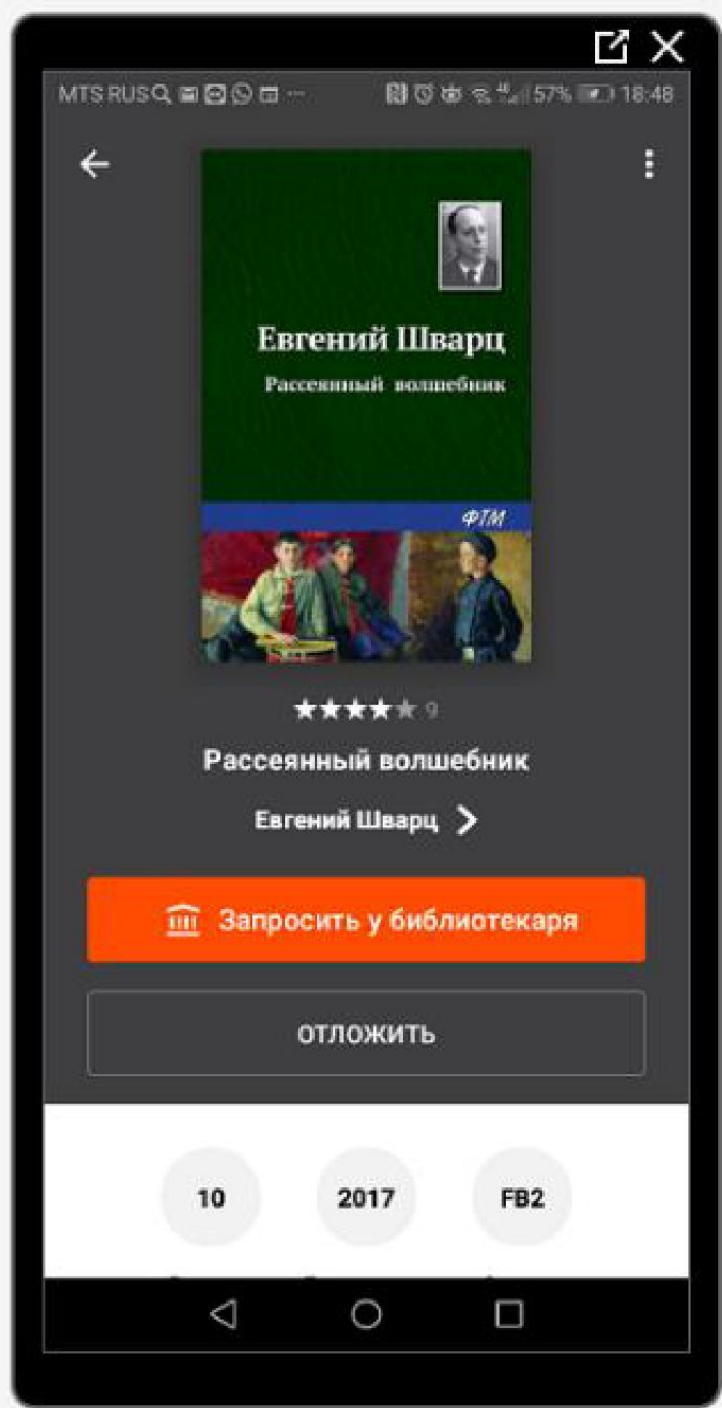 MTS RUS 57% 18:48
Евгений Шварц
Рассеянный волшебник
ФТМ
9
Рассеянный волшебник
Евгений Шварц
Запросить у библиотекаря
ОТЛОЖИТЬ
10 2017 FB2